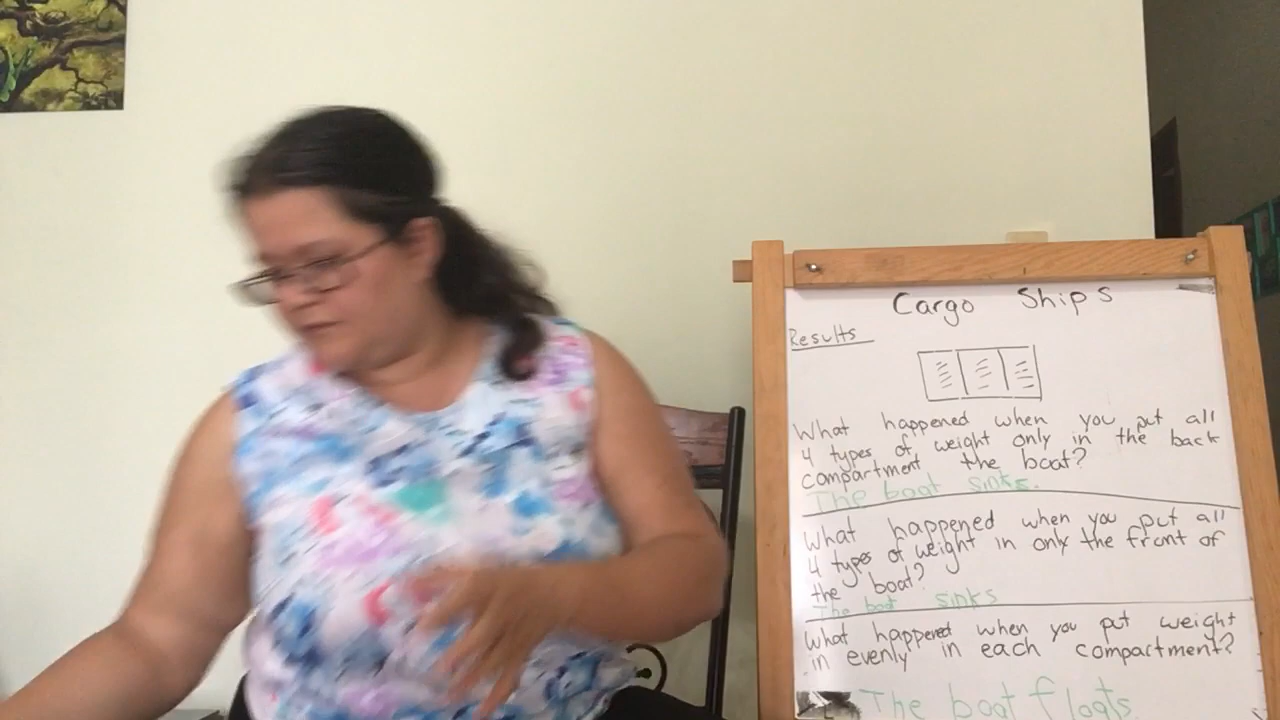 Cargo Ships
Results
What happened when you put all
4 types of weight only in the back
compartment the boat?
The boat sinks.
What happened when you put all
4 types of weight in only the front of
the boat?
The boat sinks
What happened when you put weight
in evenly in each compartment?
The boat floats.